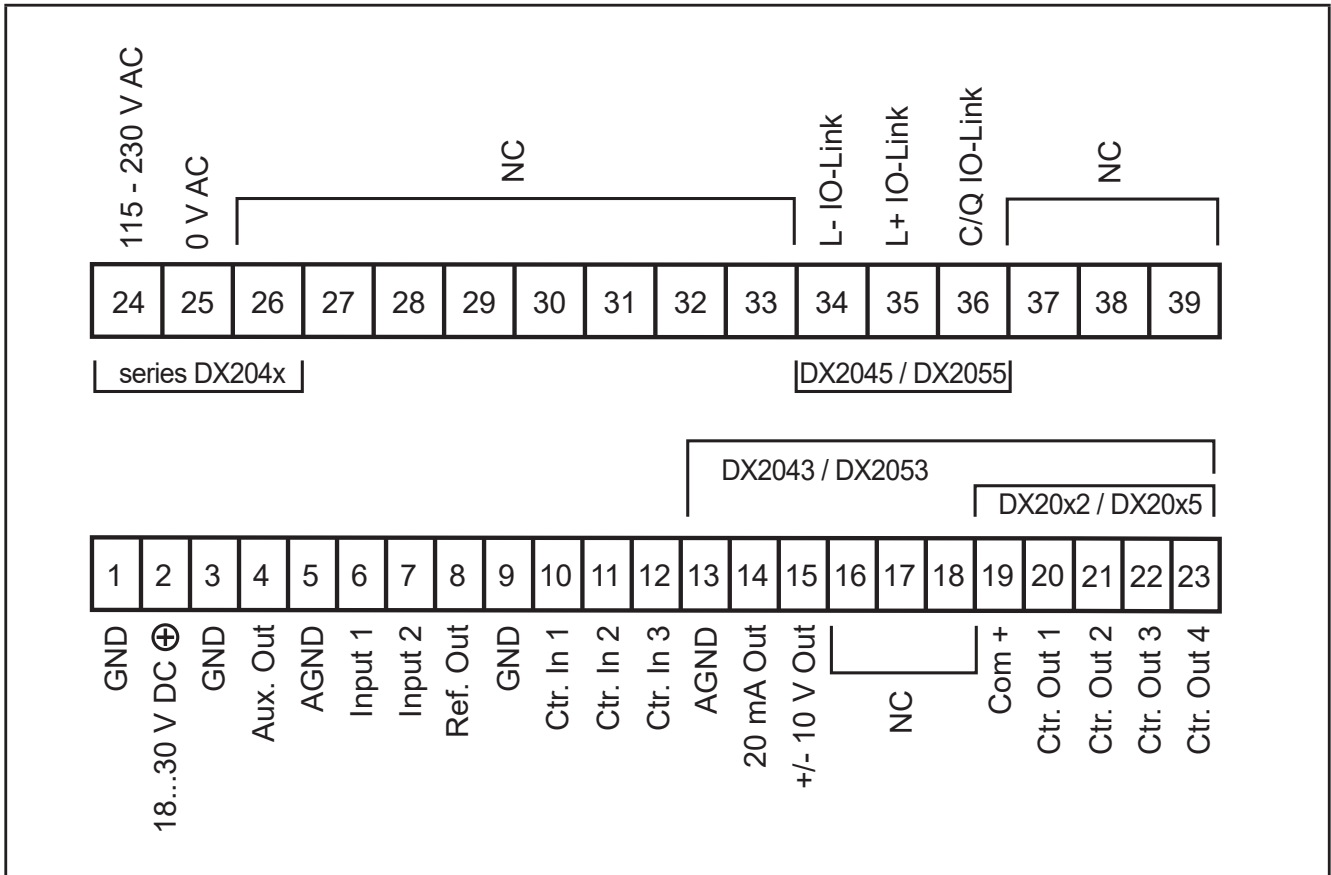 115 - 230 V AC
0 V AC
NC
L- IO-Link
L+ IO-Link
C/Q IO-Link
NC
24 25 26 27 28 29 30 31 32 33 34 35 36 37 38 39
series DX204x
DX2045 / DX2055
DX2043 / DX2053
DX20x2 / DX20x5
1 2 3 4 5 6 7 8 9 10 11 12 13 14 15 16 17 18 19 20 21 22 23
GND
18...30 V DC ⊕
GND
Aux. Out
AGND
Input 1
Input 2
Ref. Out
GND
Ctr. In 1
Ctr. In 2
Ctr. In 3
AGND
20 mA Out
+/- 10 V Out
NC
Com +
Ctr. Out 1
Ctr. Out 2
Ctr. Out 3
Ctr. Out 4